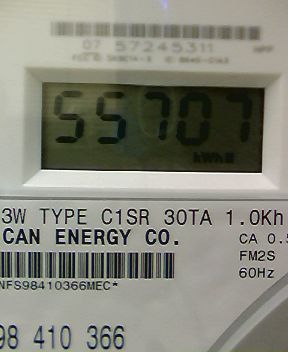 07 57245311 NPP
55707
kWh
3W TYPE C1SR 30TA 1.0Kh
CAN ENERGY CO.
CA 0.5
FM2S
60Hz
NFS98410366MEC*
98 410 366